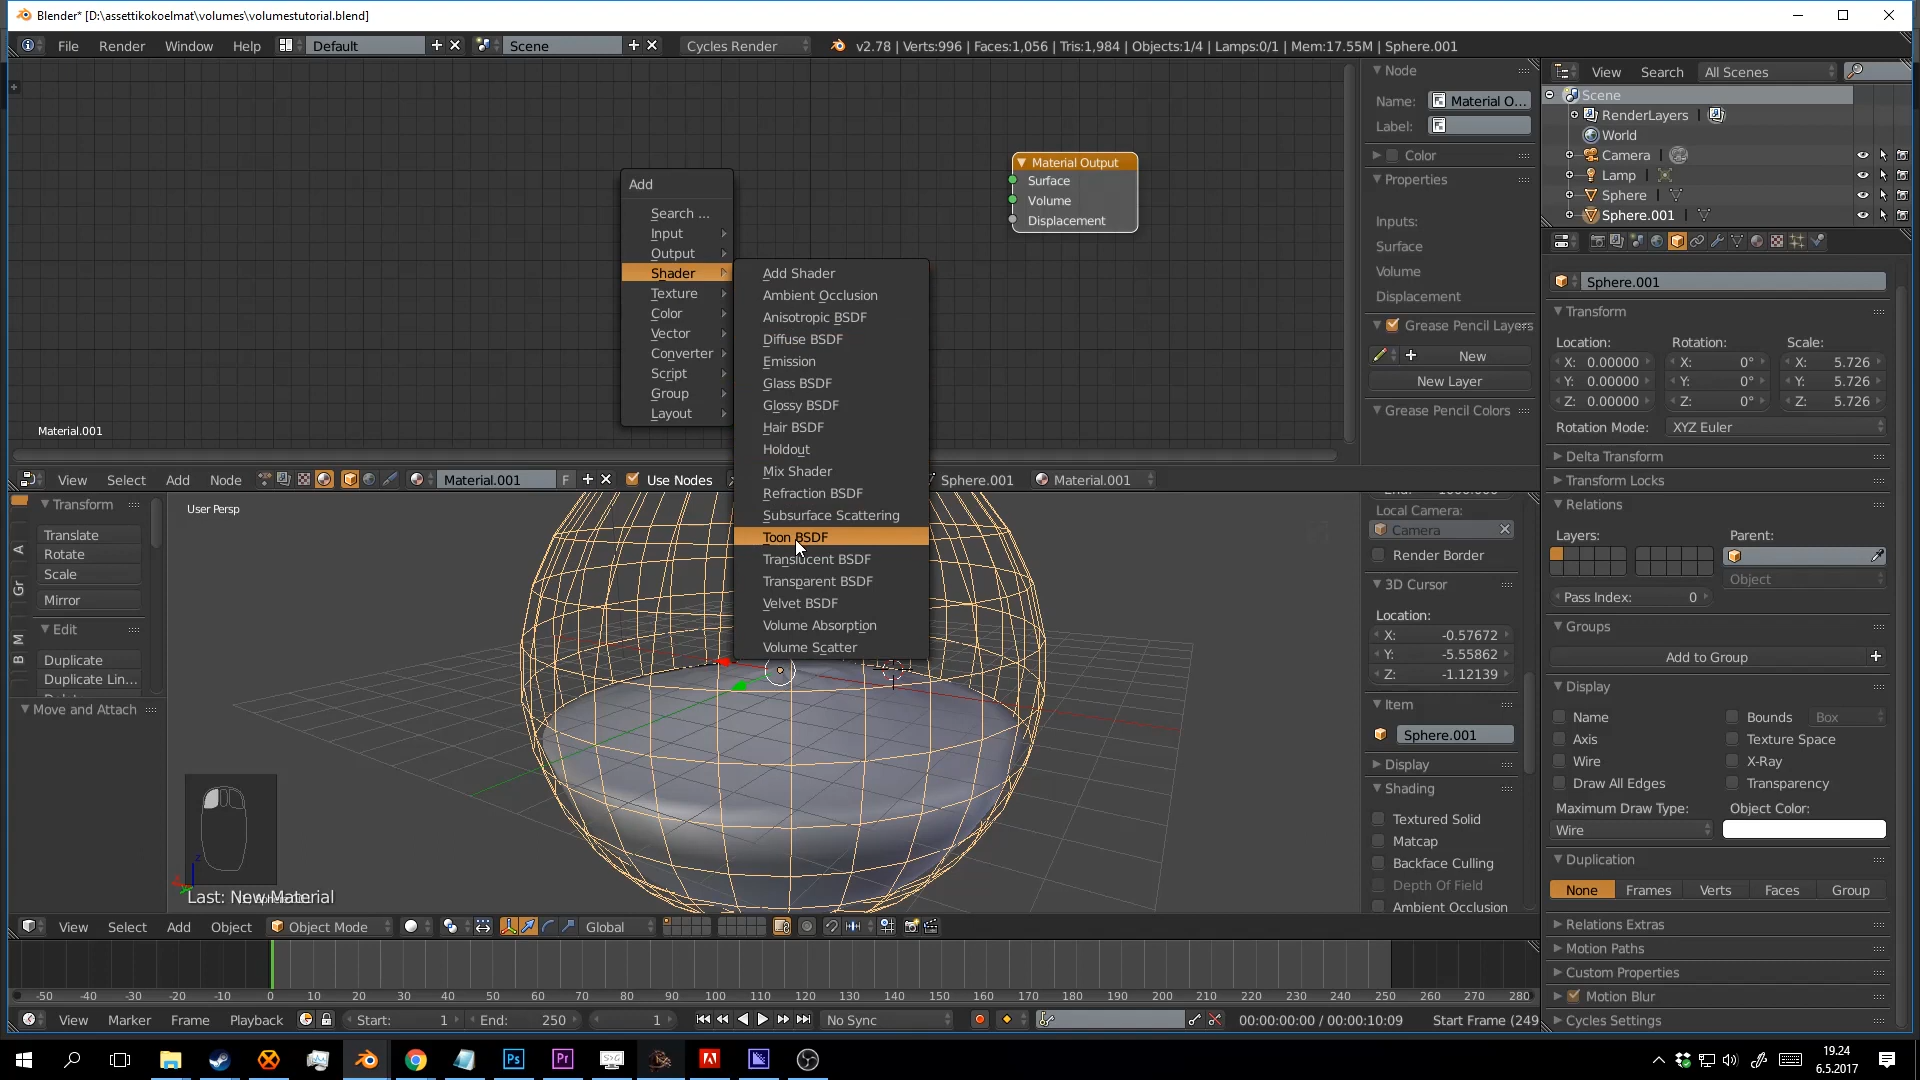 Blender* [D:\assettikokoelmat\volumes\volumestutorial.blend]
File Render Window Help Default Scene Cycles Render v2.78 | Verts:996 | Faces:1,056 | Tris:1,984 | Objects:1/4 | Lamps:0/1 | Mem:17.55M | Sphere.001
Add
Search ...
Input
Output
Shader
Texture
Color
Vector
Converter
Script
Group
Layout
Add Shader
Ambient Occlusion
Anisotropic BSDF
Diffuse BSDF
Emission
Glass BSDF
Glossy BSDF
Hair BSDF
Holdout
Mix Shader
Refraction BSDF
Subsurface Scattering
Toon BSDF
Translucent BSDF
Transparent BSDF
Velvet BSDF
Volume Absorption
Volume Scatter
Material Output
Surface
Volume
Displacement
Material.001
Node
Name: Material O...
Label:
Color
Properties
Inputs:
Surface
Volume
Displacement
Grease Pencil Layers
New
New Layer
Grease Pencil Colors
View Search All Scenes
Scene
RenderLayers
World
Camera
Lamp
Sphere
Sphere.001
Sphere.001
Transform
Location: Rotation: Scale:
X: 0.00000 X: 0° X: 5.726
Y: 0.00000 Y: 0° Y: 5.726
Z: 0.00000 Z: 0° Z: 5.726
Rotation Mode: XYZ Euler
Delta Transform
Transform Locks
Relations
Layers: Parent:
Object
Pass Index: 0
Groups
Add to Group
Display
Name Bounds Box
Axis Texture Space
Wire X-Ray
Draw All Edges Transparency
Maximum Draw Type: Object Color:
Wire
Duplication
None Frames Verts Faces Group
Relations Extras
Motion Paths
Custom Properties
Motion Blur
Cycles Settings
View Select Add Node Material.001 F Use Nodes Sphere.001 Material.001
Transform
Translate
Rotate
Scale
Mirror
Edit
Duplicate
Duplicate Lin...
Move and Attach
A
Gr
M
B
User Persp
Last: New Material
Local Camera:
Camera
Render Border
3D Cursor
Location:
X: -0.57672
Y: -5.55862
Z: -1.12139
Item
Sphere.001
Display
Shading
Textured Solid
Matcap
Backface Culling
Depth Of Field
Ambient Occlusion
View Select Add Object Object Mode Global
-50 -40 -30 -20 -10 0 10 20 30 40 50 60 70 80 90 100 110 120 130 140 150 160 170 180 190 200 210 220 230 240 250 260 270 280
View Marker Frame Playback Start: 1 End: 250 1 No Sync 00:00:00:00 / 00:00:10:09 Start Frame (249
Ps Pr
19.24
6.5.2017